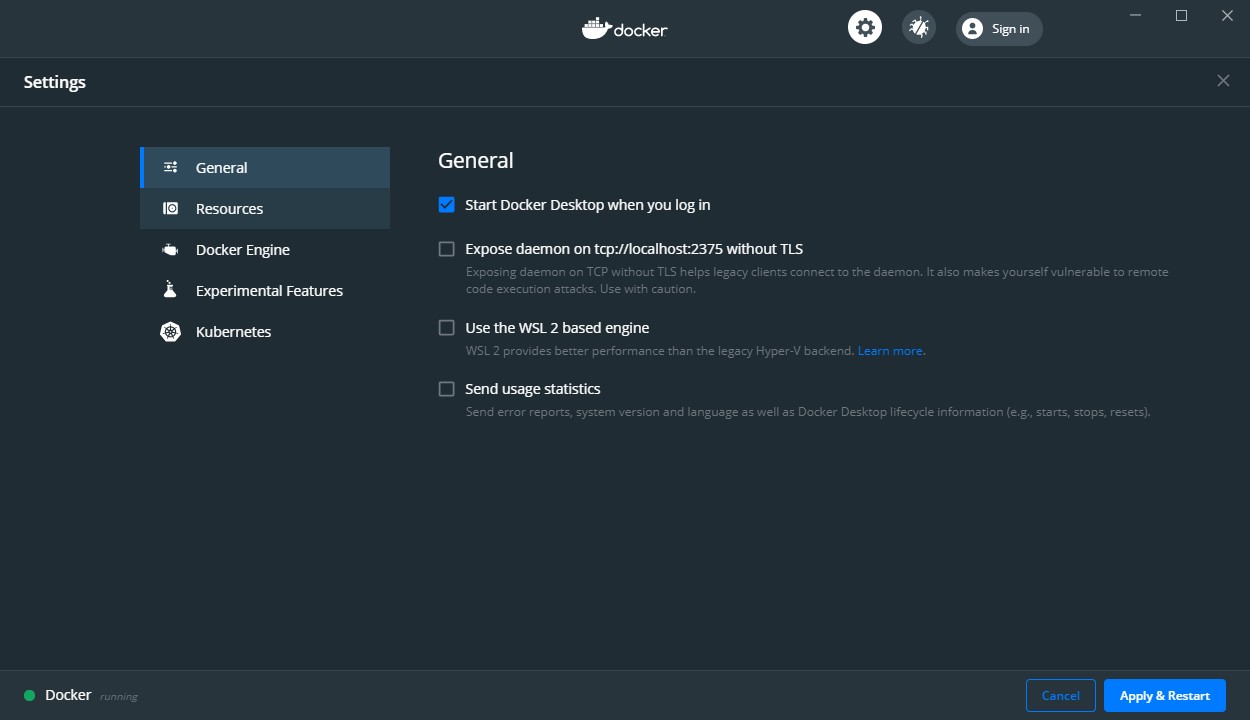 docker
Sign in
Settings
General
Resources
Docker Engine
Experimental Features
Kubernetes
General
Start Docker Desktop when you log in
Expose daemon on tcp://localhost:2375 without TLS
Exposing daemon on TCP without TLS helps legacy clients connect to the daemon. It also makes yourself vulnerable to remote
code execution attacks. Use with caution.
Use the WSL 2 based engine
WSL 2 provides better performance than the legacy Hyper-V backend. Learn more.
Send usage statistics
Send error reports, system version and language as well as Docker Desktop lifecycle information (e.g., starts, stops, resets).
Docker running
Cancel
Apply & Restart